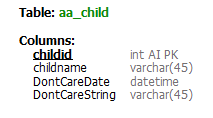 Table: aa_child
Columns:
childid int AI PK
childname varchar(45)
DontCareDate datetime
DontCareString varchar(45)